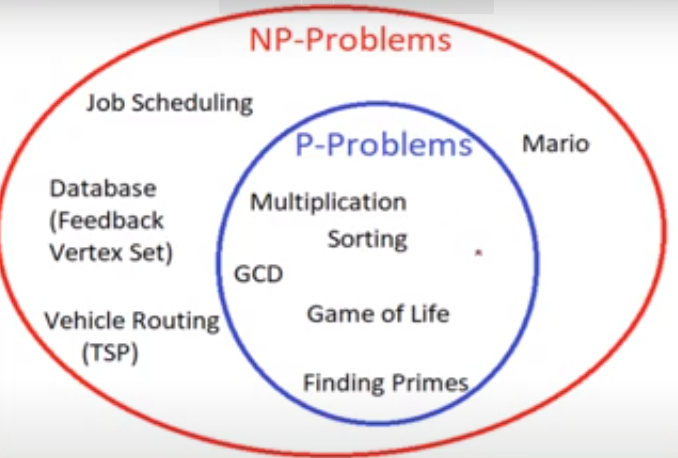 NP-Problems
Job Scheduling
P-Problems
Mario
Database
(Feedback
Vertex Set)
Multiplication
Sorting
GCD
Vehicle Routing
(TSP)
Game of Life
Finding Primes